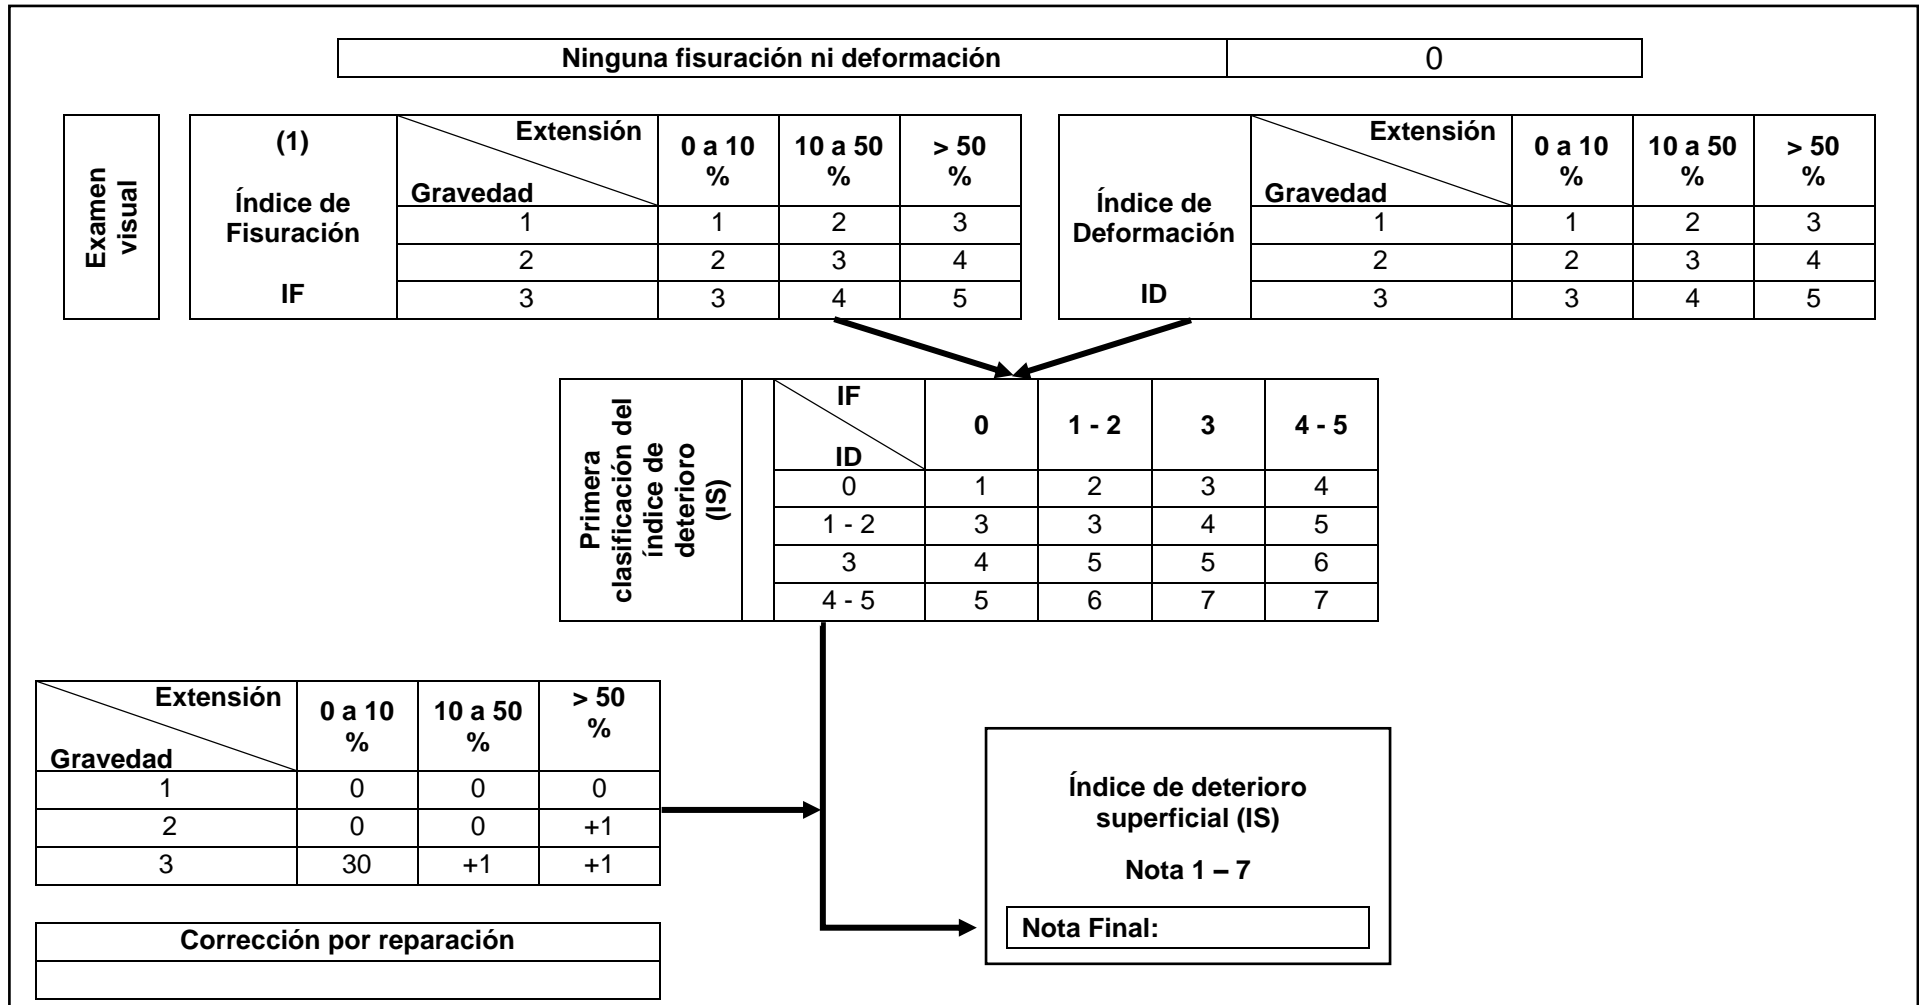 Ninguna fisuración ni deformación 0
Examen
visual
(1)
Índice de
Fisuración
IF
Extensión
Gravedad
0 a 10
%
10 a 50
%
> 50
%
1 1 2 3
2 2 3 4
3 3 4 5
Índice de
Deformación
ID
Extensión
Gravedad
0 a 10
%
10 a 50
%
> 50
%
1 1 2 3
2 2 3 4
3 3 4 5
Primera
clasificación del
índice de
deterioro
(IS)
IF
ID
0 1 - 2 3 4 - 5
0 1 2 3 4
1 - 2 3 3 4 5
3 4 5 5 6
4 - 5 5 6 7 7
Extensión
Gravedad
0 a 10
%
10 a 50
%
> 50
%
1 0 0 0
2 0 0 +1
3 30 +1 +1
Corrección por reparación
Índice de deterioro
superficial (IS)
Nota 1 – 7
Nota Final: